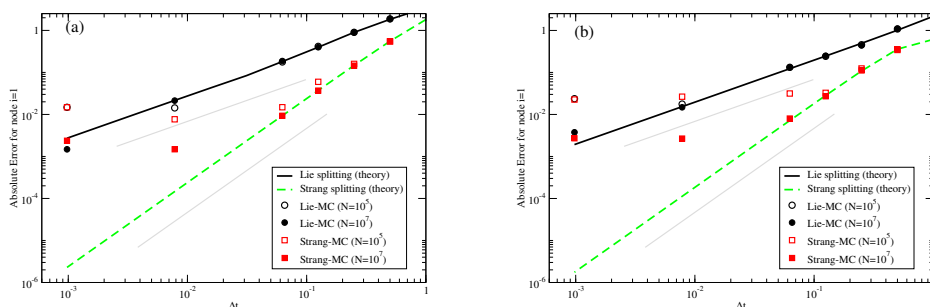 (a)
1
10^-2
10^-4
10^-6
Absolute Error for node i=1
Lie splitting (theory)
Strang splitting (theory)
Lie-MC (N=10^5)
Lie-MC (N=10^7)
Strang-MC (N=10^5)
Strang-MC (N=10^7)
10^-3
10^-2
10^-1
1
Δt
(b)
1
10^-2
10^-4
10^-6
Absolute Error for node i=1
Lie splitting (theory)
Strang splitting (theory)
Lie-MC (N=10^5)
Lie-MC (N=10^7)
Strang-MC (N=10^5)
Strang-MC (N=10^7)
10^-3
10^-2
10^-1
1
Δt